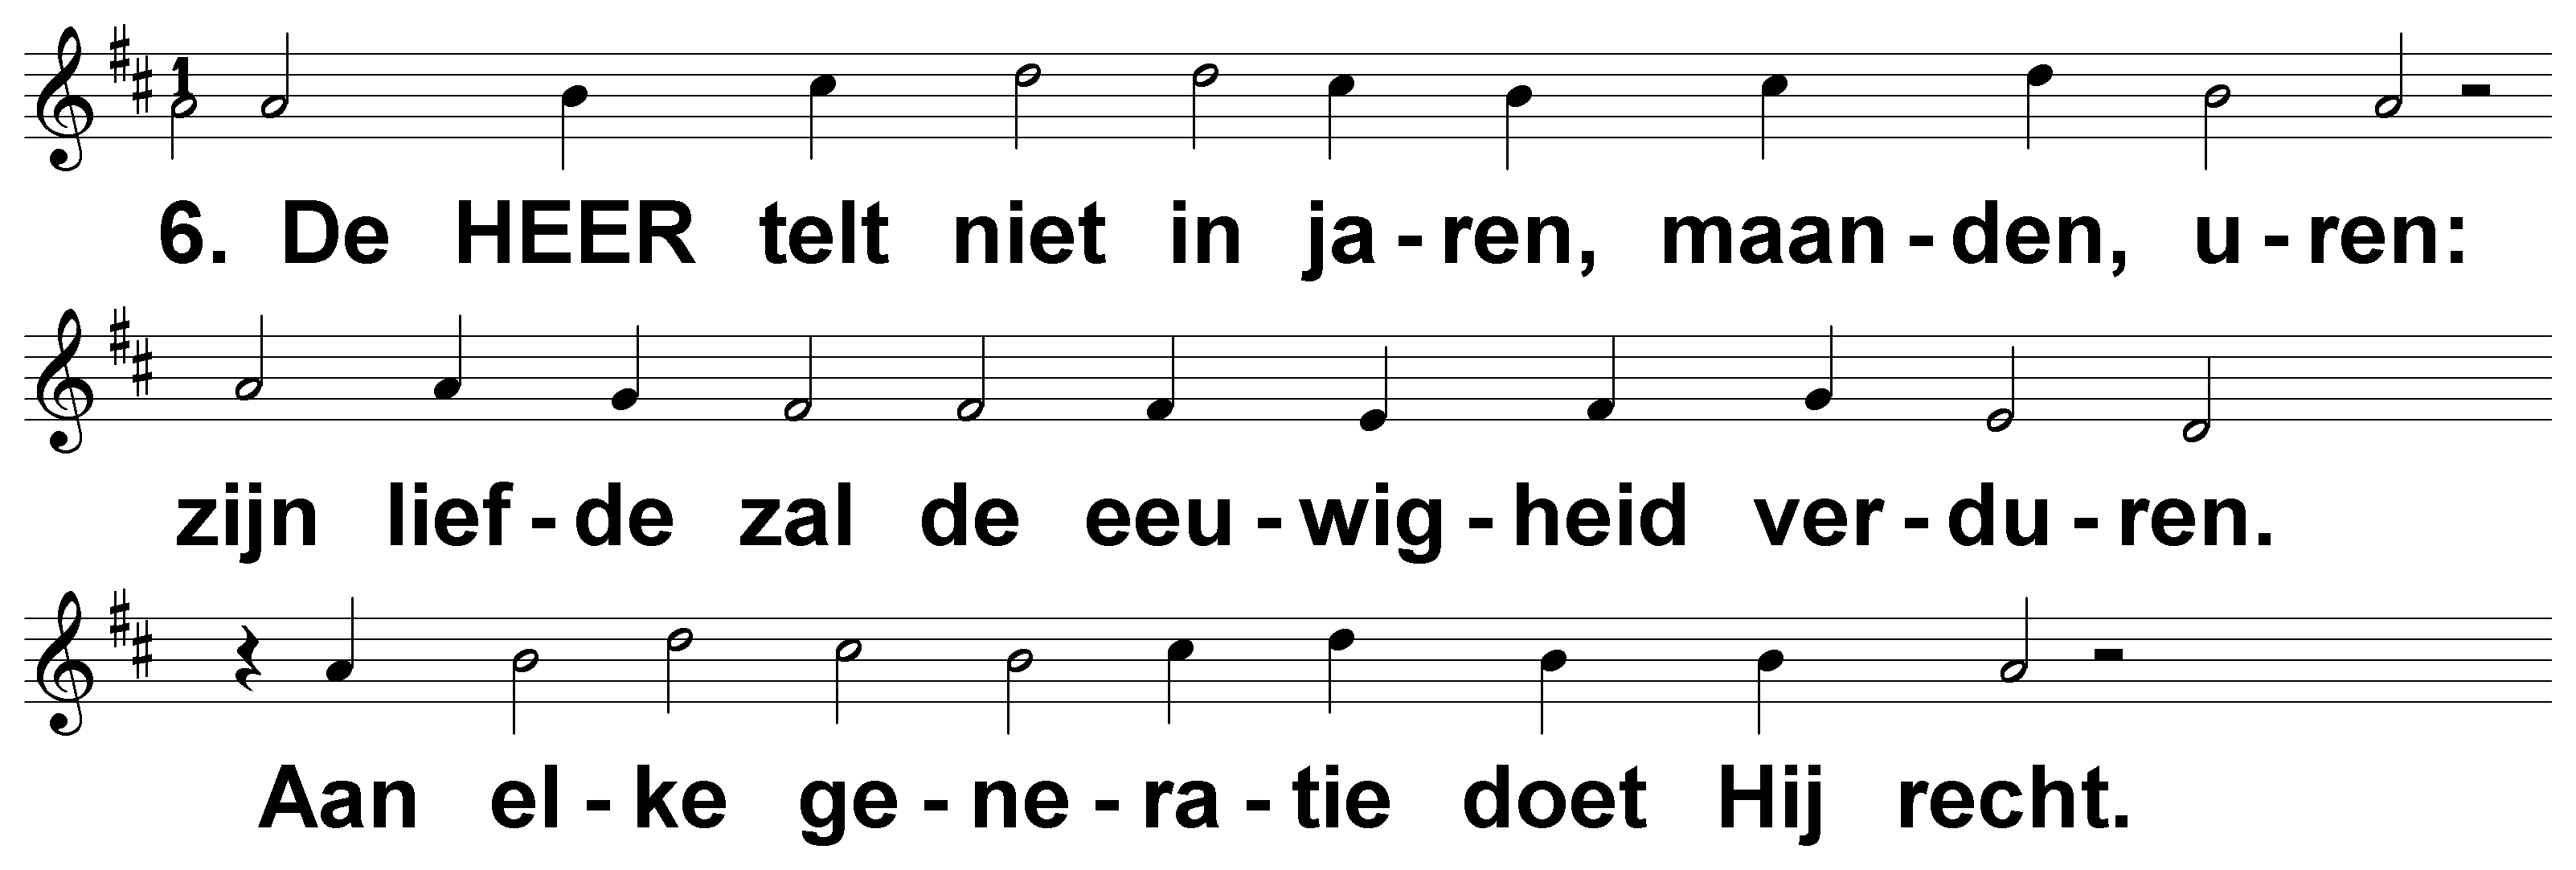 6. De HEER telt niet in ja - ren, maan - den, u - ren:
zijn lief - de zal de eeu - wig - heid ver - du - ren.
Aan el - ke ge - ne - ra - tie doet Hij recht.